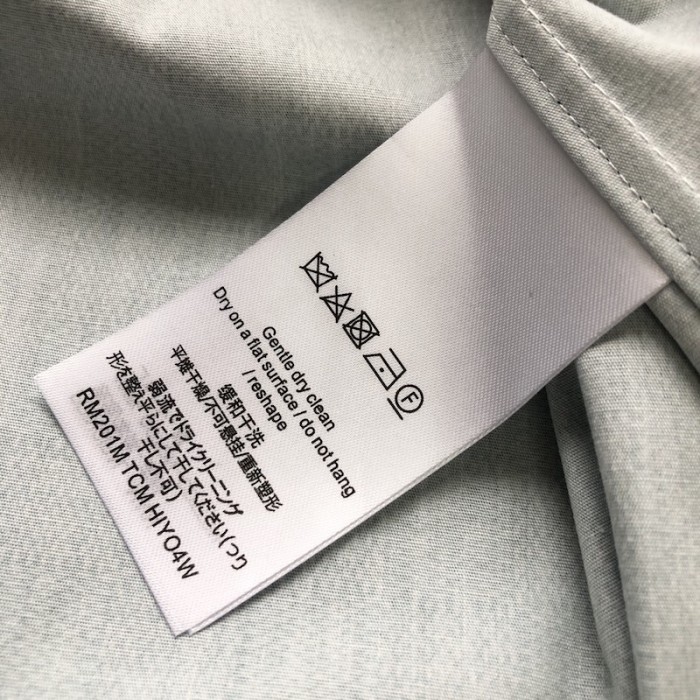 F
Gentle dry clean
Dry on a flat surface / do not hang
/ reshape
缓和干洗
平摊干燥/不可悬挂/重新塑形
弱流でドライクリーニング
形を整え平らにして干してください(つり
干し不可)
RM201M TCM HIYO4W